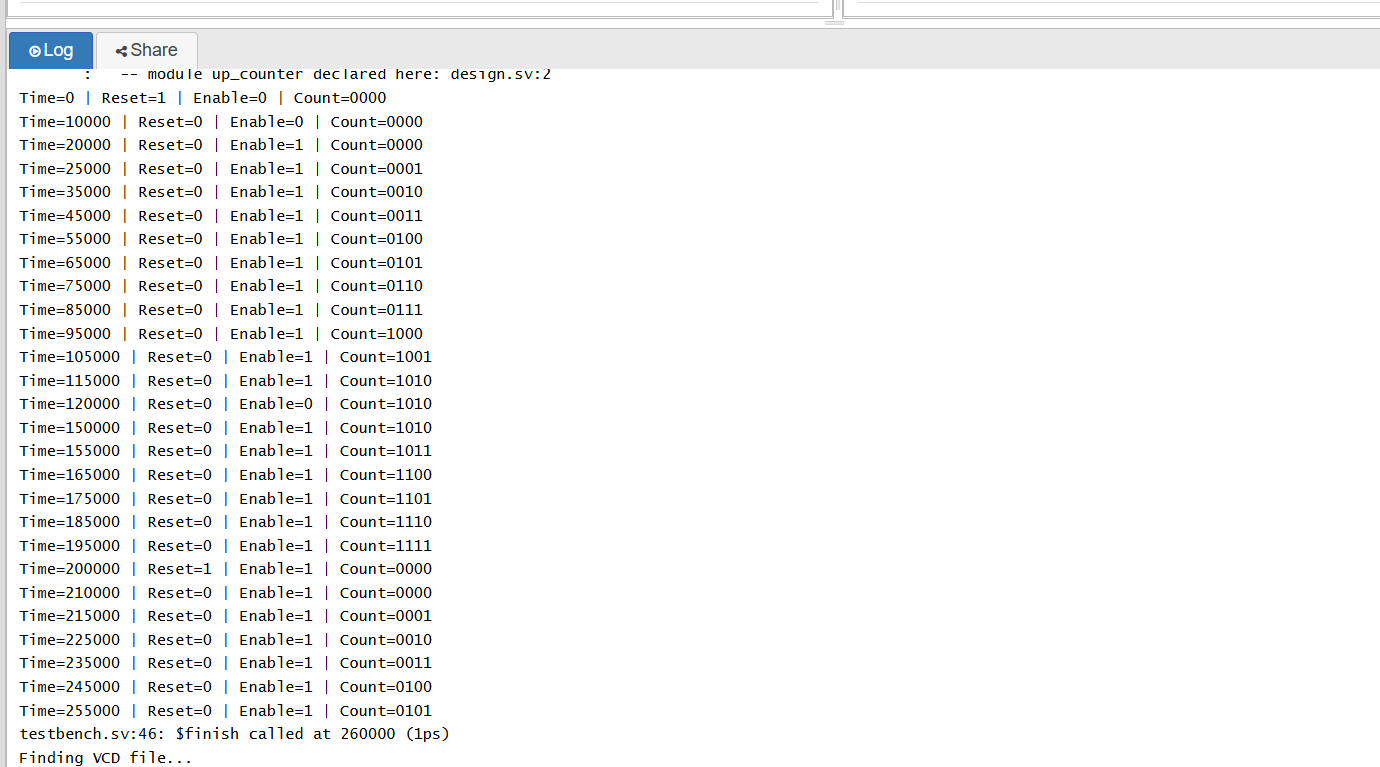 Log Share
: -- module up_counter declared here: design.sv:2
Time=0 | Reset=1 | Enable=0 | Count=0000
Time=10000 | Reset=0 | Enable=0 | Count=0000
Time=20000 | Reset=0 | Enable=1 | Count=0000
Time=25000 | Reset=0 | Enable=1 | Count=0001
Time=35000 | Reset=0 | Enable=1 | Count=0010
Time=45000 | Reset=0 | Enable=1 | Count=0011
Time=55000 | Reset=0 | Enable=1 | Count=0100
Time=65000 | Reset=0 | Enable=1 | Count=0101
Time=75000 | Reset=0 | Enable=1 | Count=0110
Time=85000 | Reset=0 | Enable=1 | Count=0111
Time=95000 | Reset=0 | Enable=1 | Count=1000
Time=105000 | Reset=0 | Enable=1 | Count=1001
Time=115000 | Reset=0 | Enable=1 | Count=1010
Time=120000 | Reset=0 | Enable=0 | Count=1010
Time=150000 | Reset=0 | Enable=1 | Count=1010
Time=155000 | Reset=0 | Enable=1 | Count=1011
Time=165000 | Reset=0 | Enable=1 | Count=1100
Time=175000 | Reset=0 | Enable=1 | Count=1101
Time=185000 | Reset=0 | Enable=1 | Count=1110
Time=195000 | Reset=0 | Enable=1 | Count=1111
Time=200000 | Reset=1 | Enable=1 | Count=0000
Time=210000 | Reset=0 | Enable=1 | Count=0000
Time=215000 | Reset=0 | Enable=1 | Count=0001
Time=225000 | Reset=0 | Enable=1 | Count=0010
Time=235000 | Reset=0 | Enable=1 | Count=0011
Time=245000 | Reset=0 | Enable=1 | Count=0100
Time=255000 | Reset=0 | Enable=1 | Count=0101
testbench.sv:46: $finish called at 260000 (1ps)
Finding VCD file...